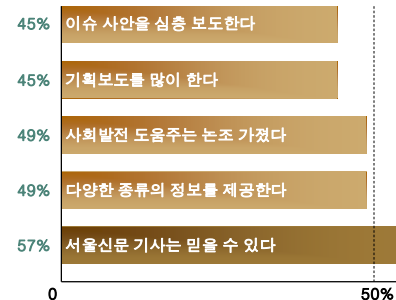 45% 이슈 사안을 심층 보도한다
45% 기획보도를 많이 한다
49% 사회발전 도움주는 논조 가졌다
49% 다양한 종류의 정보를 제공한다
57% 서울신문 기사는 믿을 수 있다
0 50%